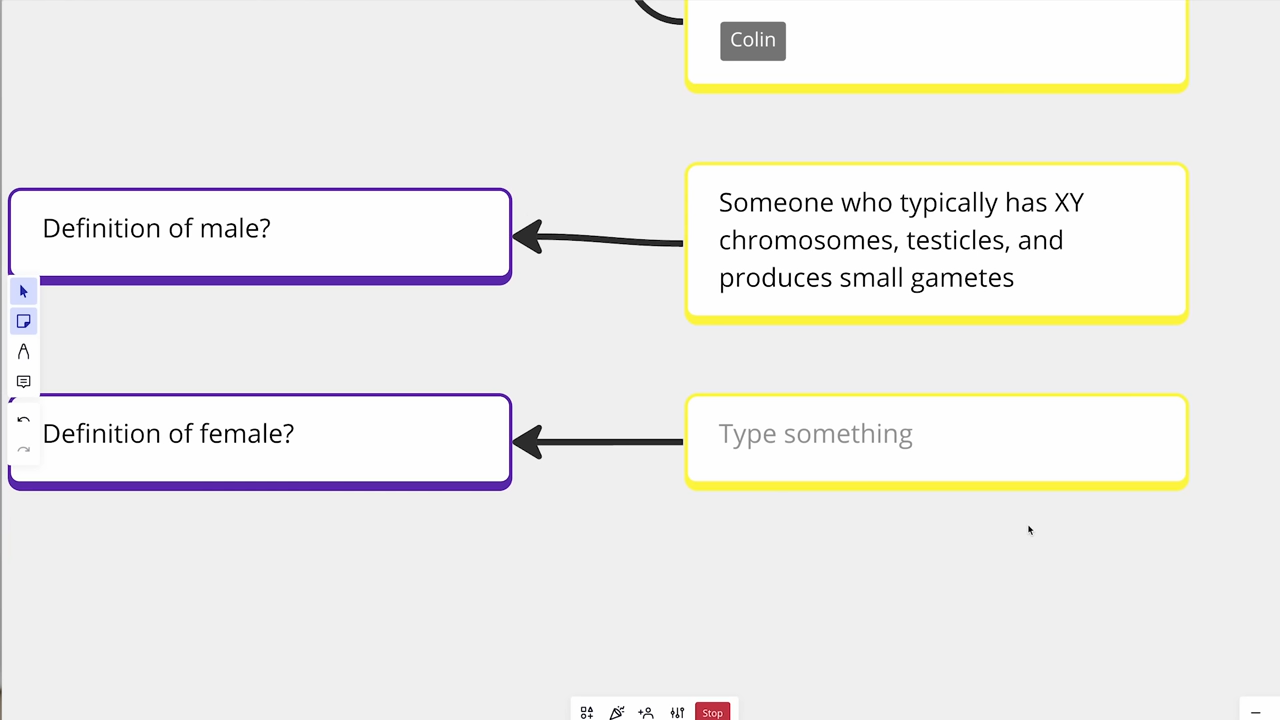 Colin
Definition of male?
Someone who typically has XY
chromosomes, testicles, and
produces small gametes
Definition of female?
Type something
Stop